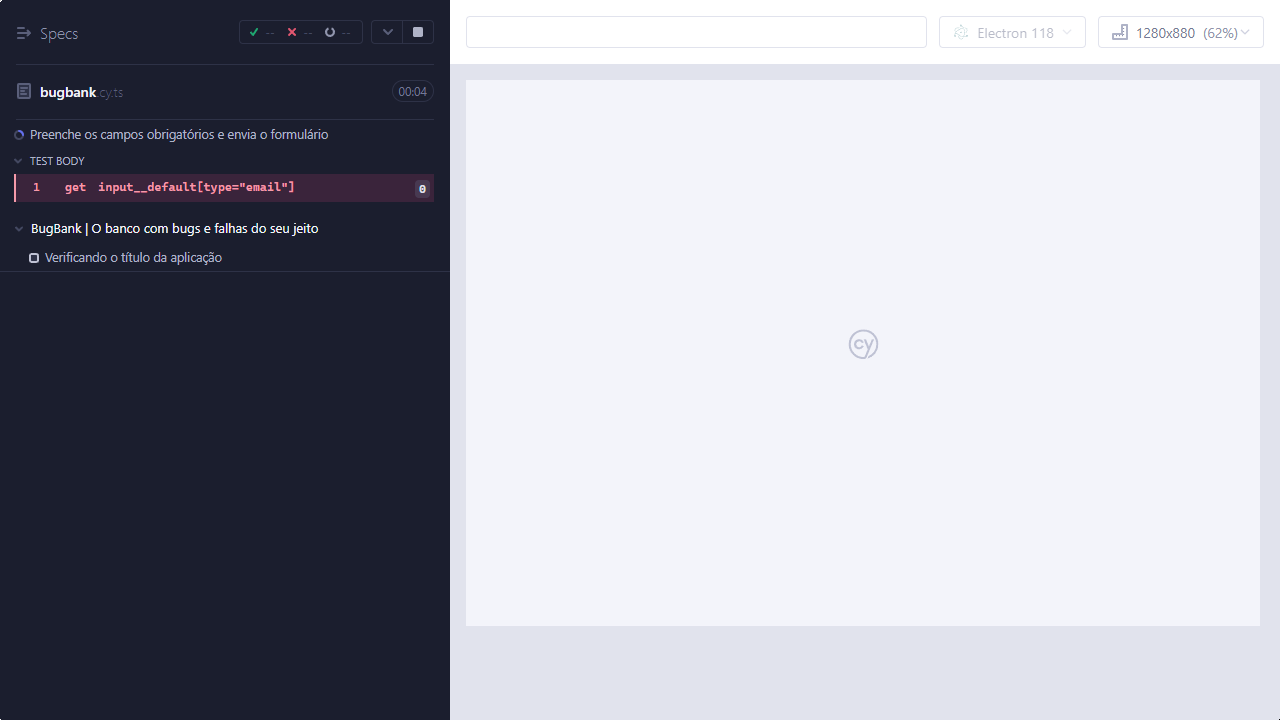 Specs
-- -- --
Electron 118
1280x880 (62%)
bugbank.cy.ts
00:04
Preenche os campos obrigatórios e envia o formulário
TEST BODY
1 get input__default[type="email"] 0
BugBank | O banco com bugs e falhas do seu jeito
Verificando o título da aplicação
cy